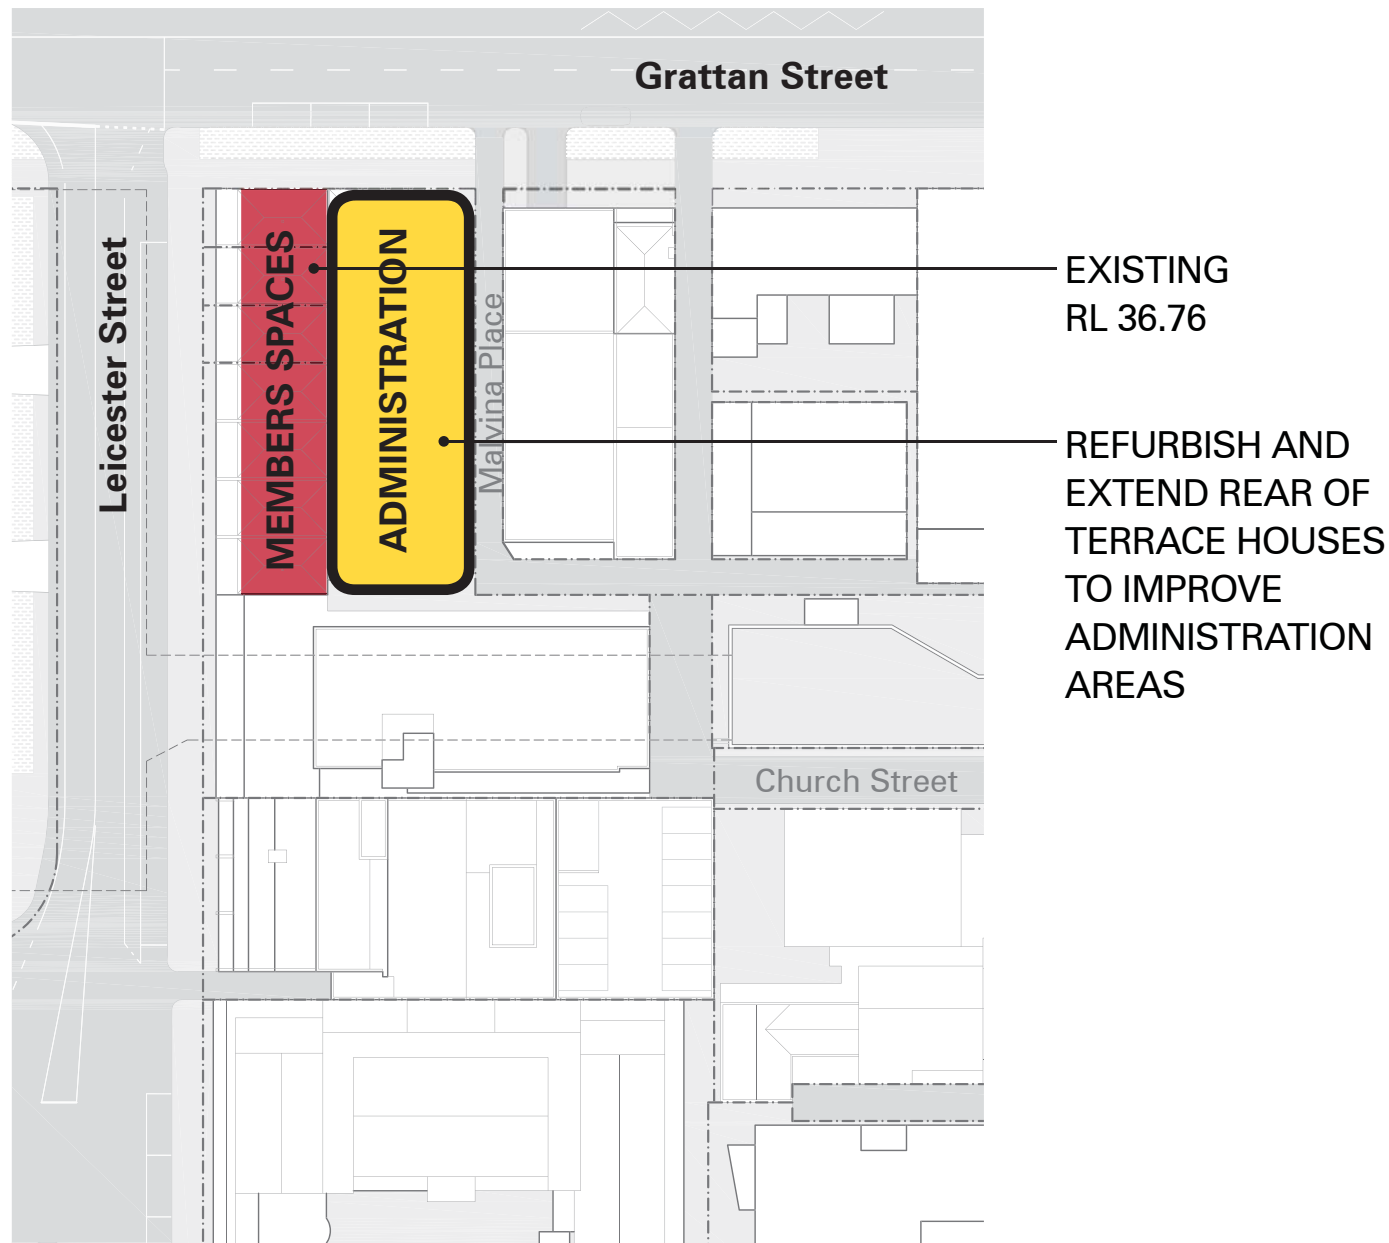 Grattan Street
Leicester Street
MEMBERS SPACES
ADMINISTRATION
Malvina Place
EXISTING
RL 36.76
REFURBISH AND
EXTEND REAR OF
TERRACE HOUSES
TO IMPROVE
ADMINISTRATION
AREAS
Church Street